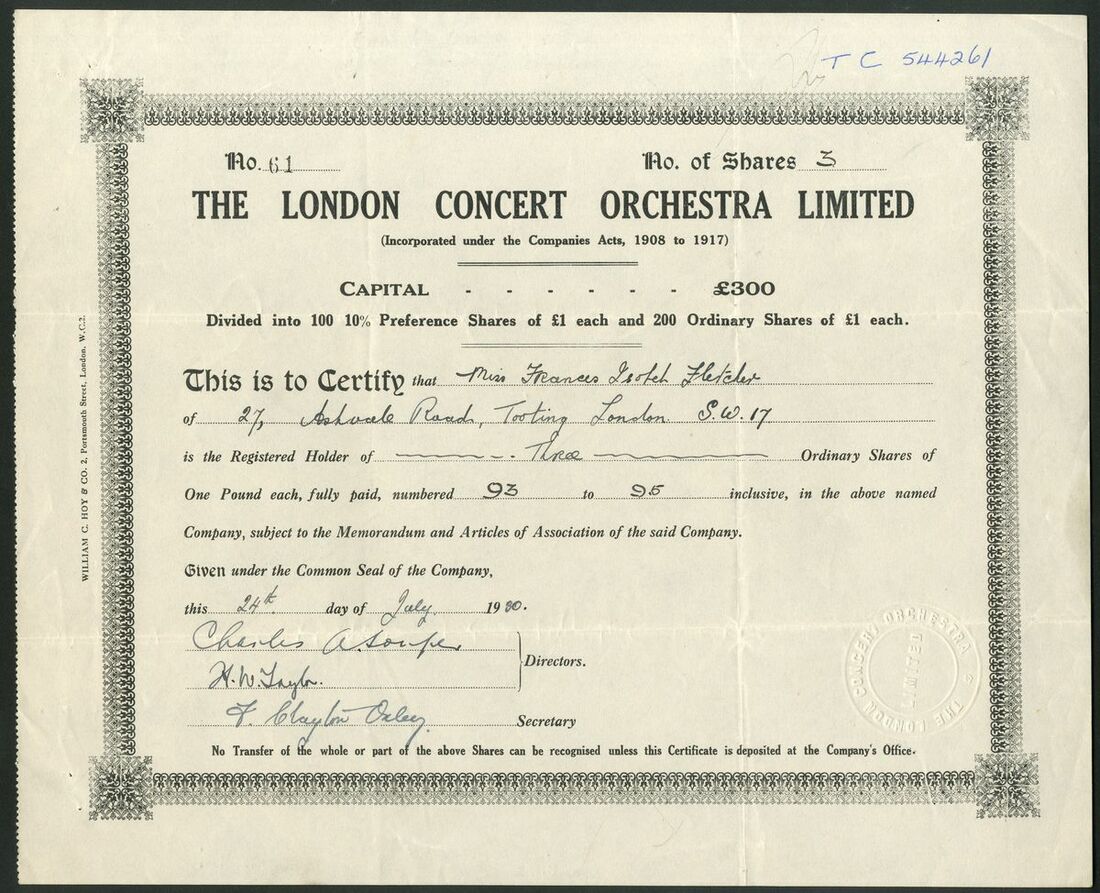 T C 544261
No. 61 No. of Shares 3
THE LONDON CONCERT ORCHESTRA LIMITED
(Incorporated under the Companies Acts, 1908 to 1917)
CAPITAL - - - - - - £300
Divided into 100 10% Preference Shares of £1 each and 200 Ordinary Shares of £1 each.
This is to Certify that Miss Frances Isobel Fletcher
of 27, Ashvale Road, Tooting London S.W. 17
is the Registered Holder of Three Ordinary Shares of
One Pound each, fully paid, numbered 93 to 95 inclusive, in the above named
Company, subject to the Memorandum and Articles of Association of the said Company.
Given under the Common Seal of the Company,
this 24th day of July 19
Charles A.
Directors.
H. W. Taylor.
F Clayton Secretary
No Transfer of the whole or part of the above Shares can be recognised unless this Certificate is deposited at the Company's Office.
WILLIAM C. HOY & CO. 2, Portsmouth Street, London. W.C.2.
THE LONDON CONCERT ORCHESTRA
LIMITED